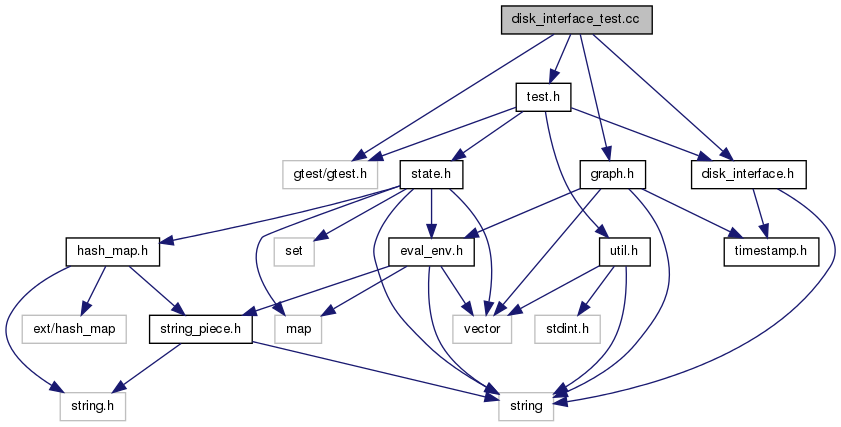 disk_interface_test.cc
test.h
gtest/gtest.h
state.h
graph.h
disk_interface.h
hash_map.h
set
eval_env.h
util.h
timestamp.h
ext/hash_map
string_piece.h
map
vector
stdint.h
string.h
string